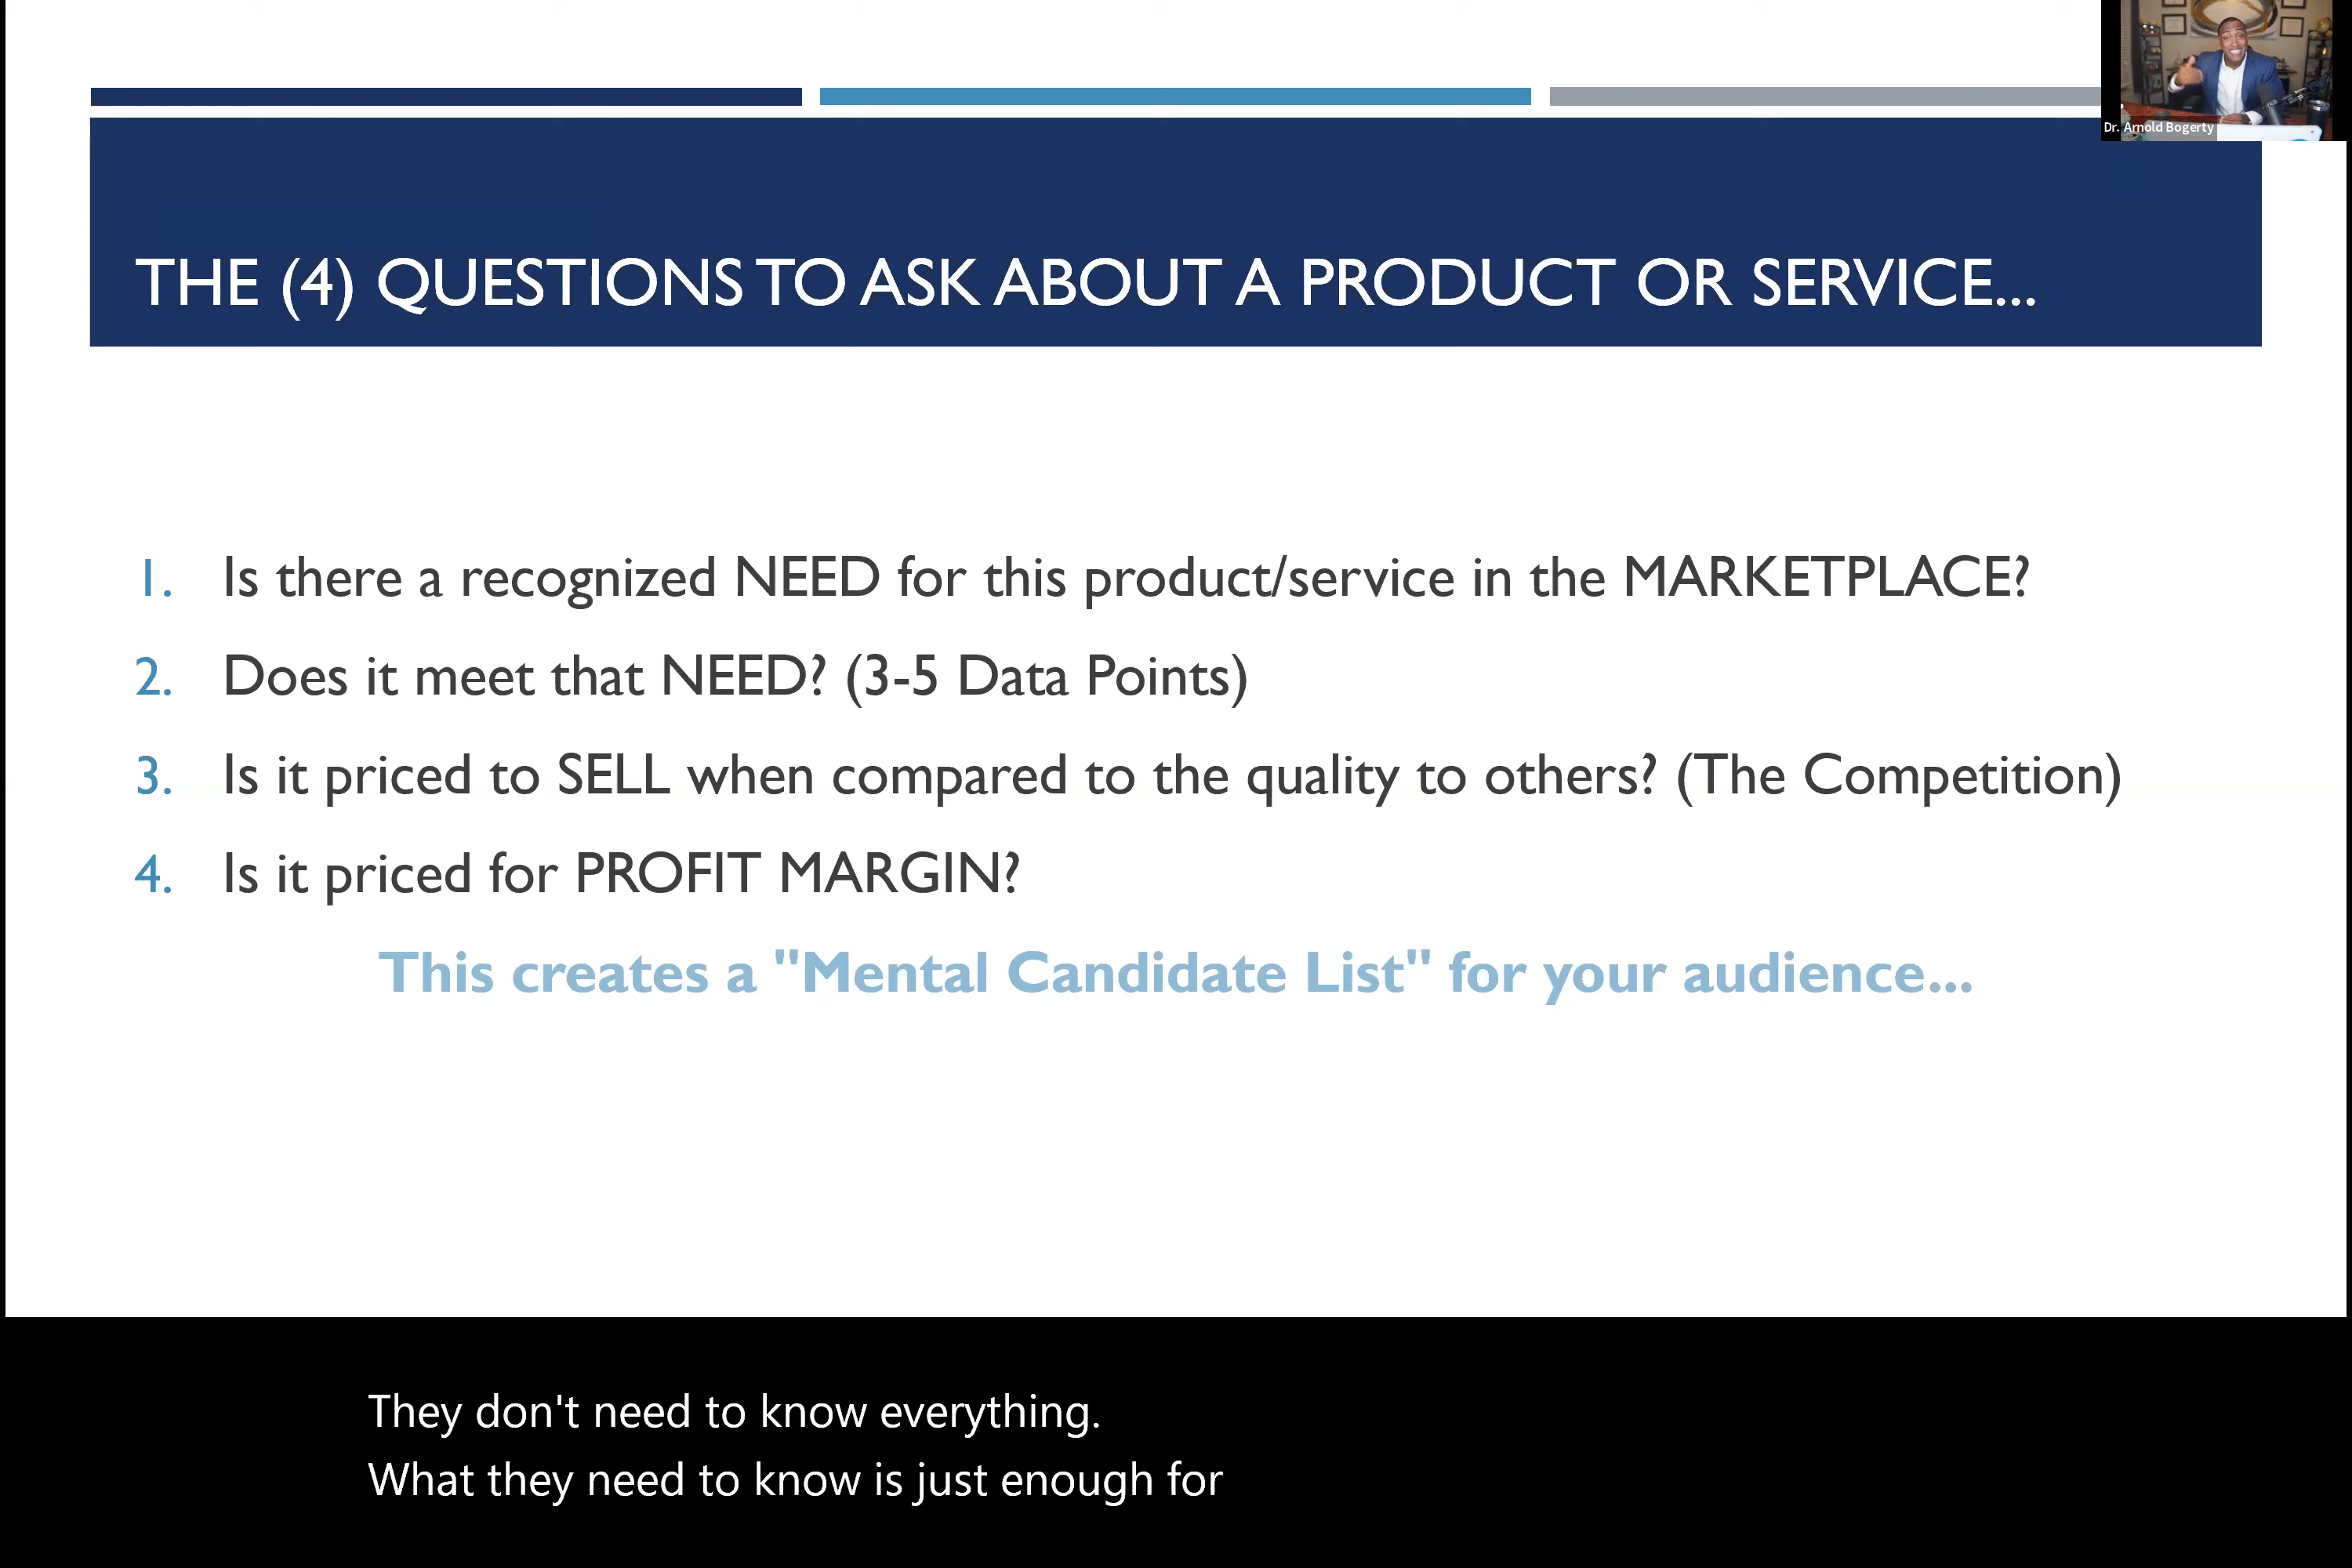 Dr. Arnold Bogerty
THE (4) QUESTIONS TO ASK ABOUT A PRODUCT OR SERVICE...
1. Is there a recognized NEED for this product/service in the MARKETPLACE?
2. Does it meet that NEED? (3-5 Data Points)
3. Is it priced to SELL when compared to the quality to others? (The Competition)
4. Is it priced for PROFIT MARGIN?
This creates a "Mental Candidate List" for your audience...
They don't need to know everything.
What they need to know is just enough for